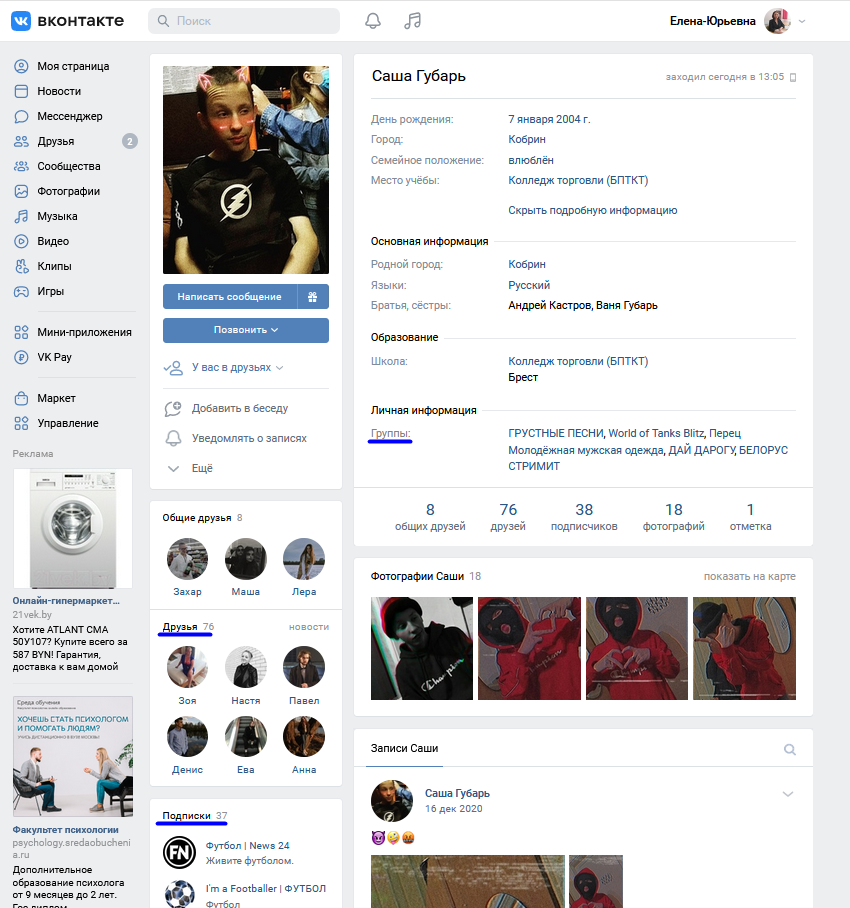 вконтакте
Поиск
Елена-Юрьевна
Моя страница
Новости
Мессенджер
Друзья 2
Сообщества
Фотографии
Музыка
Видео
Клипы
Игры
Мини-приложения
VK Pay
Маркет
Управление
Реклама
Онлайн-гипермаркет...
21vek.by
Хотите ATLANT СМА
50У107? Купите всего за
587 BYN! Гарантия,
доставка к вам домой
Среда обучения
ХОЧЕШЬ СТАТЬ ПСИХОЛОГОМ
И ПОМОГАТЬ ЛЮДЯМ?
Факультет психологии
psychology.sredaobucheni
a.ru
Дополнительное
образование психолога
от 9 месяцев до 2 лет.
Гос диплом
Написать сообщение
Позвонить
У вас в друзьях
Добавить в беседу
Уведомлять о записях
Ещё
Общие друзья 8
Захар Маша Лера
Друзья 76 новости
Зоя Настя Павел
Денис Ева Анна
Подписки 37
FN
Футбол | News 24
Живите футболом.
I'm a Footballer | ФУТБОЛ
Футбол
Саша Губарь
заходил сегодня в 13:05
День рождения: 7 января 2004 г.
Город: Кобрин
Семейное положение: влюблён
Место учёбы: Колледж торговли (БПТКТ)
Скрыть подробную информацию
Основная информация
Родной город: Кобрин
Языки: Русский
Братья, сёстры: Андрей Кастров, Ваня Губарь
Образование
Школа: Колледж торговли (БПТКТ)
Брест
Личная информация
Группы: ГРУСТНЫЕ ПЕСНИ, World of Tanks Blitz, Перец
Молодёжная мужская одежда, ДАЙ ДАРОГУ, БЕЛОРУС
СТРИМИТ
8 76 38 18 1
общих друзей друзей подписчиков фотографий отметка
Фотографии Саши 18 показать на карте
Champion
Записи Саши
Саша Губарь
16 дек 2020